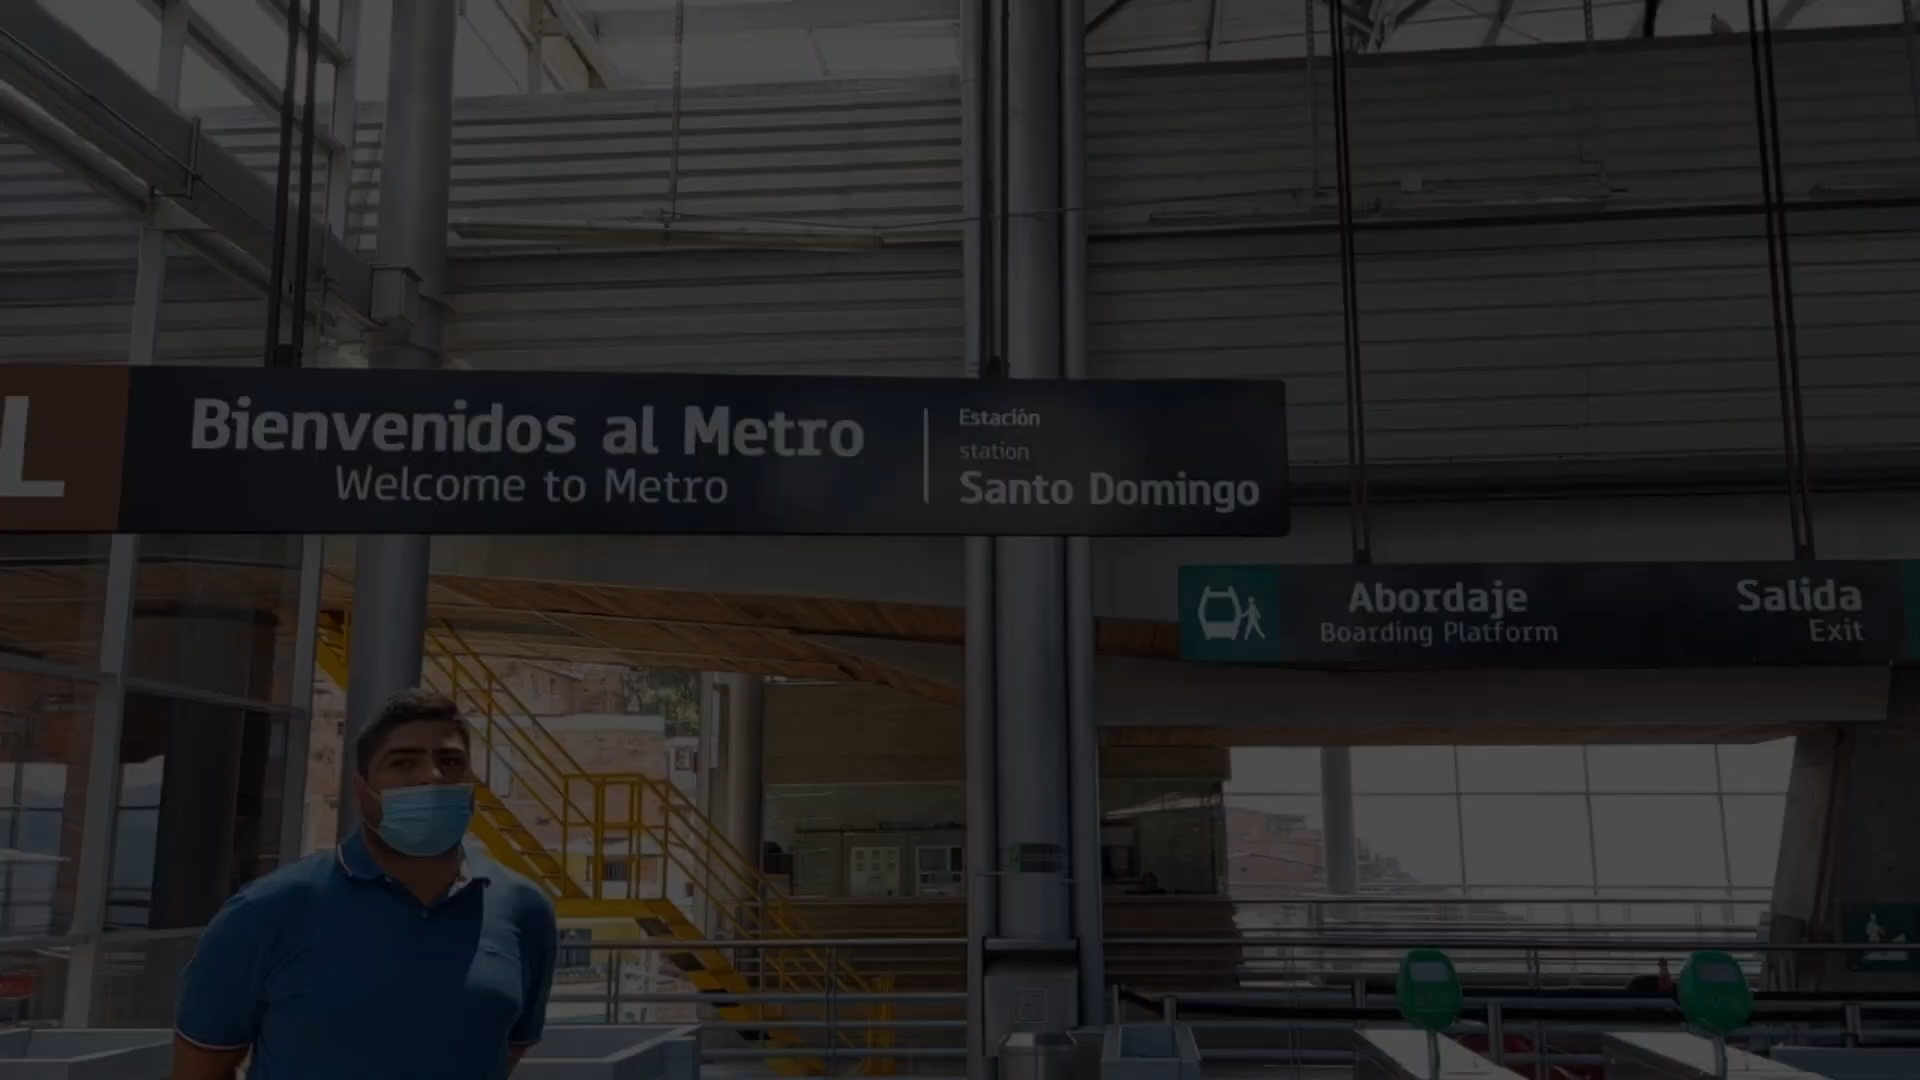 L
Bienvenidos al Metro
Welcome to Metro
Estación
station
Santo Domingo
Abordaje
Boarding Platform
Salida
Exit